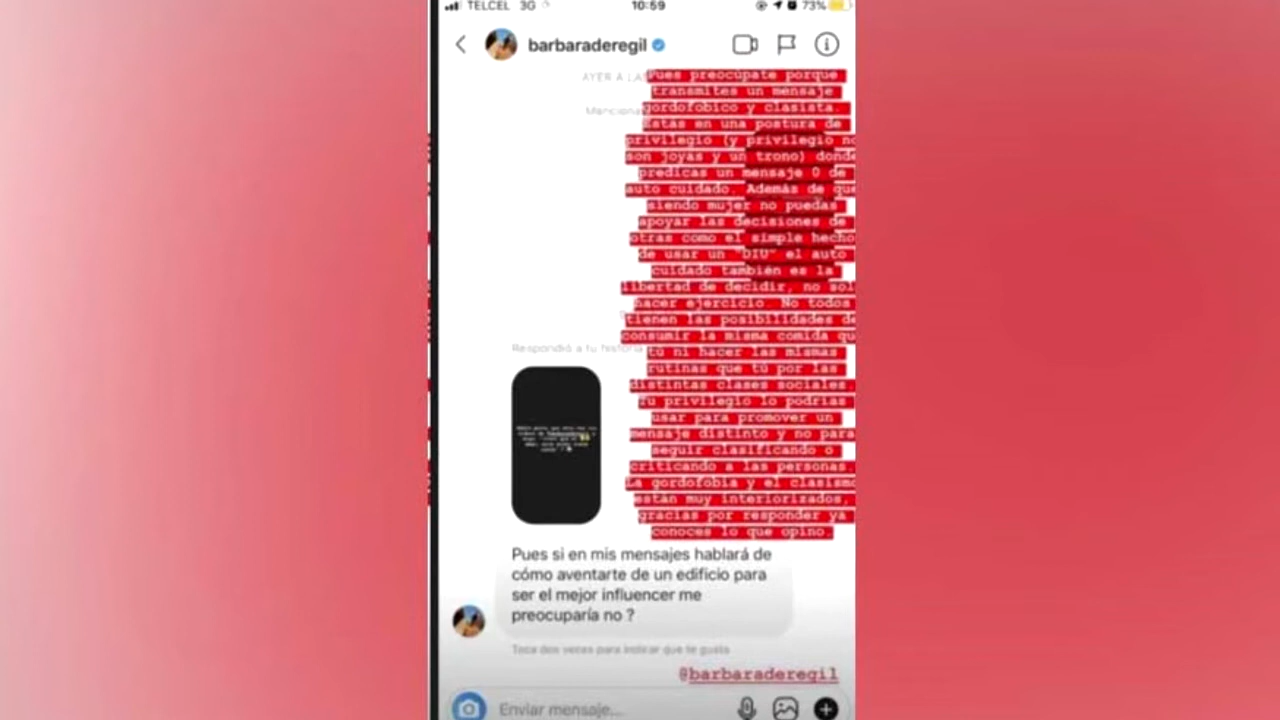 TELCEL 3G 10:59 73%
barbaraderegil
AYER A LAS
Menciona
Pues preocúpate porque
transmites un mensaje
gordofobico y clasista.
Estás en una postura de
privilegio (y privilegio no
son joyas y un trono) donde
predicas un mensaje 0 de
auto cuidado. Además de que
siendo mujer no puedas
apoyar las decisiones de
otras como el simple hecho
de usar un "DIU" el auto
cuidado también es la
libertad de decidir, no sol
hacer ejercicio. No todos
tienen las posibilidades de
consumir la misma comida qu
tú ni hacer las mismas
rutinas que tú por las
distintas clases sociales.
Tu privilegio lo podrías
usar para promover un
mensaje distinto y no para
seguir clasificando o
criticando a las personas.
La gordofobia y el clasismo
están muy interiorizados,
gracias por responder ya
conoces lo que opino.
Respondió a tu historia
Pues si en mis mensajes hablará de
cómo aventarte de un edificio para
ser el mejor influencer me
preocuparía no ?
Toca dos veces para indicar que te gusta
@barbaraderegil
Enviar mensaje...